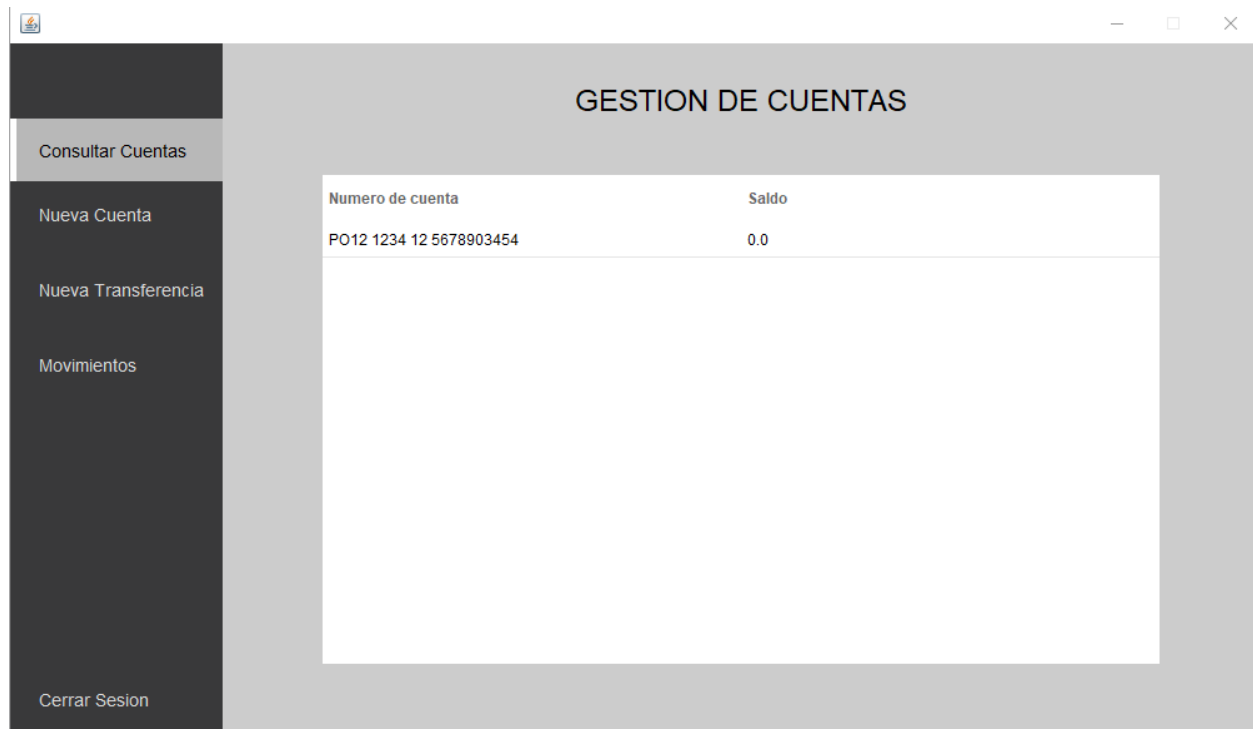 GESTION DE CUENTAS
Consultar Cuentas
Nueva Cuenta
Nueva Transferencia
Movimientos
Cerrar Sesion
Numero de cuenta Saldo
PO12 1234 12 5678903454 0.0